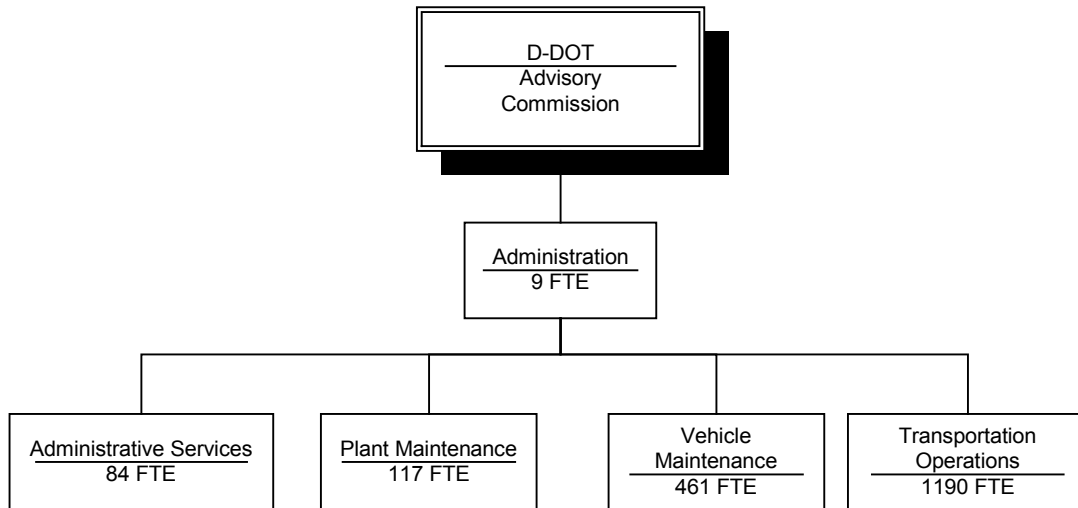 D-DOT
Advisory
Commission
Administration
9 FTE
Administrative Services
84 FTE
Plant Maintenance
117 FTE
Vehicle
Maintenance
461 FTE
Transportation
Operations
1190 FTE